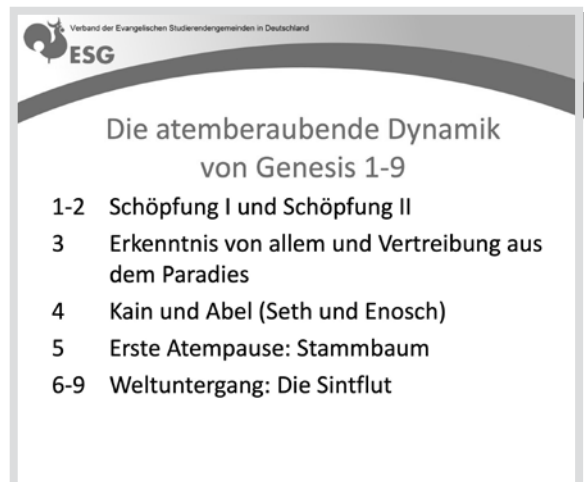 Verband der Evangelischen Studierendengemeinden in Deutschland
ESG
Die atemberaubende Dynamik
von Genesis 1-9
1-2 Schöpfung I und Schöpfung II
3 Erkenntnis von allem und Vertreibung aus
dem Paradies
4 Kain und Abel (Seth und Enosch)
5 Erste Atempause: Stammbaum
6-9 Weltuntergang: Die Sintflut